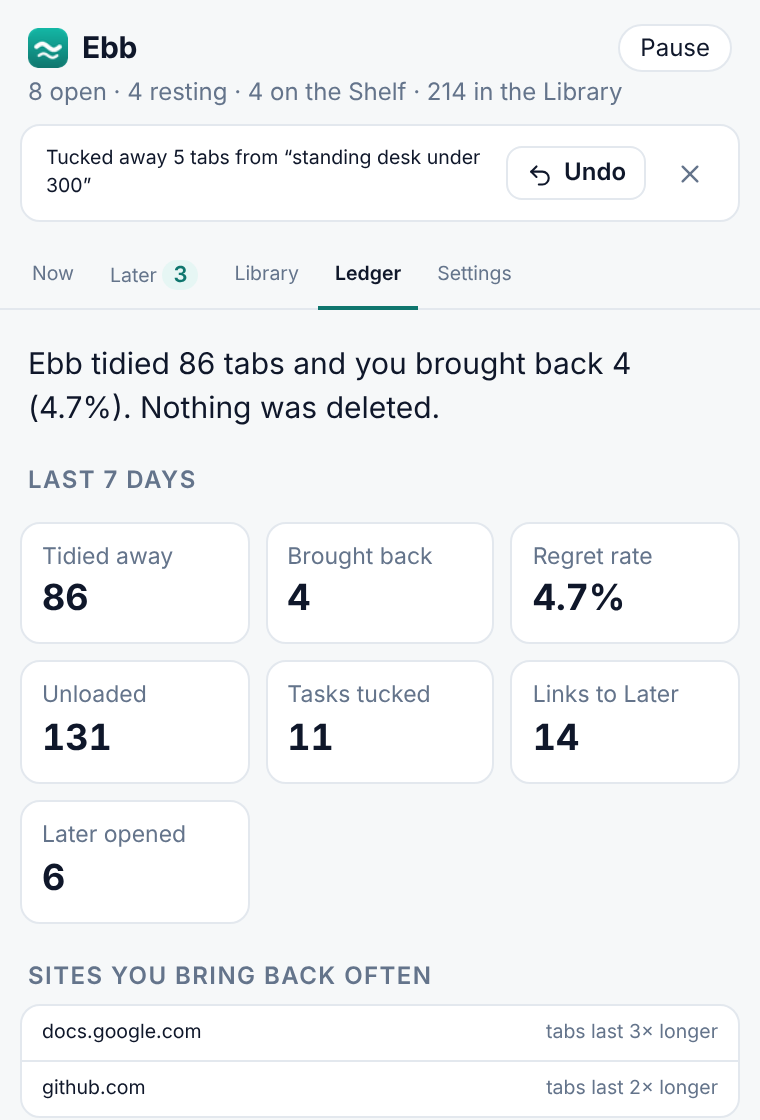 Ebb
Pause
8 open · 4 resting · 4 on the Shelf · 214 in the Library
Tucked away 5 tabs from “standing desk under
300”
Undo
Now
Later 3
Library
Ledger
Settings
Ebb tidied 86 tabs and you brought back 4
(4.7%). Nothing was deleted.
LAST 7 DAYS
Tidied away
86
Brought back
4
Regret rate
4.7%
Unloaded
131
Tasks tucked
11
Links to Later
14
Later opened
6
SITES YOU BRING BACK OFTEN
docs.google.com
tabs last 3× longer
github.com
tabs last 2× longer